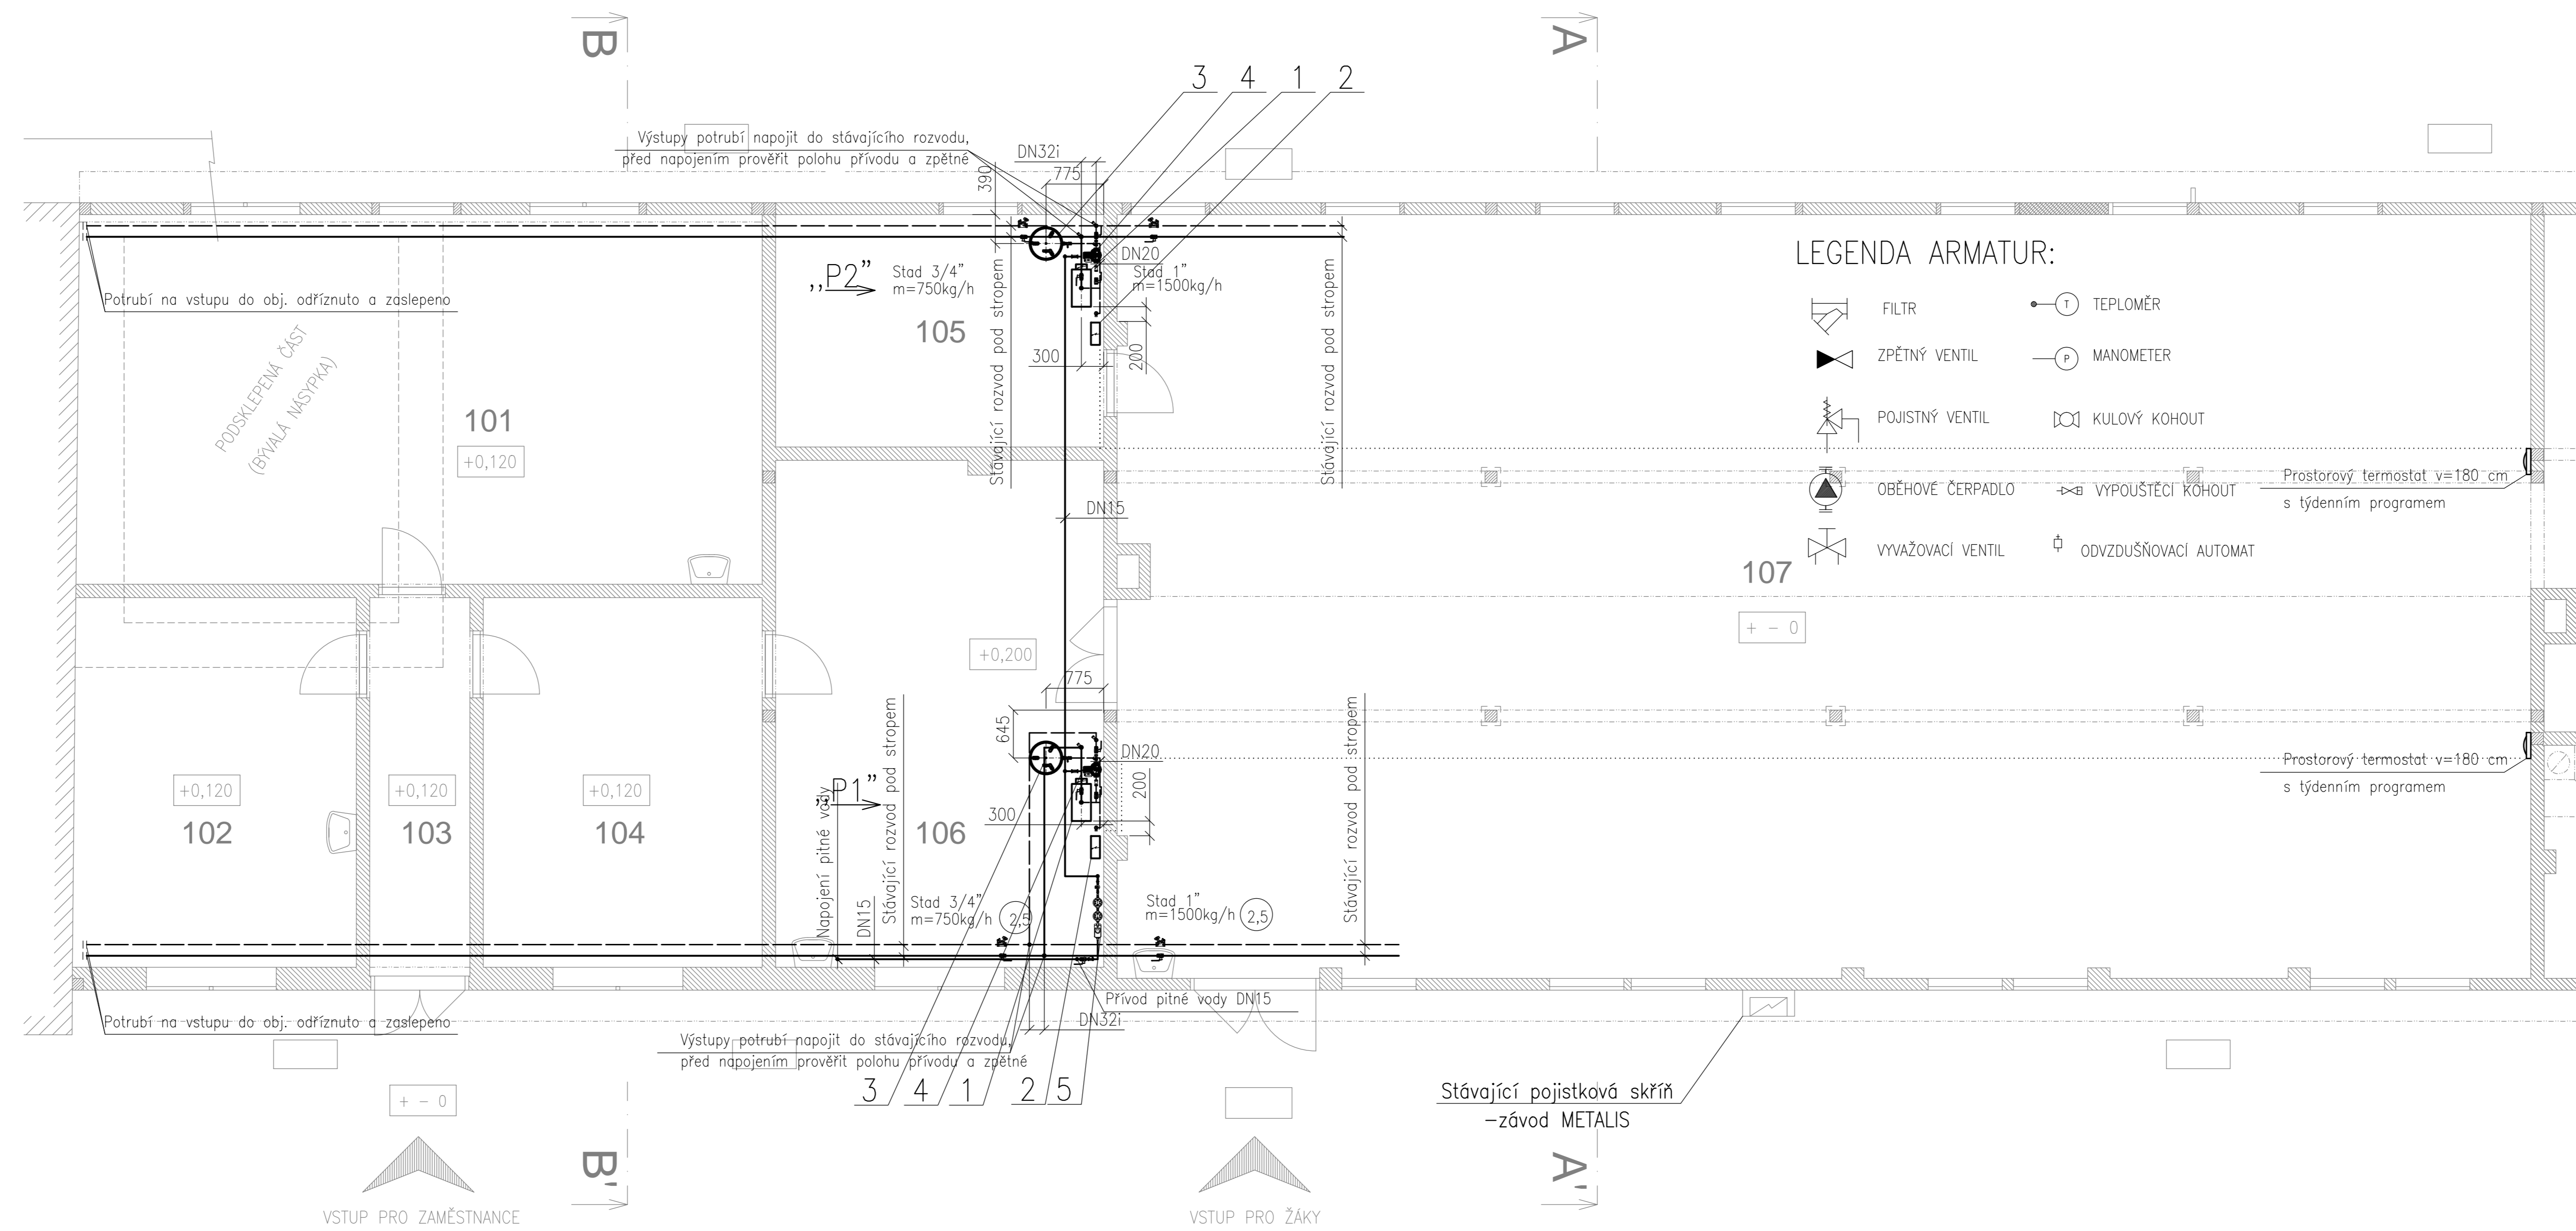 B
A
3 4 1 2
Výstupy potrubí napojit do stávajícího rozvodu,
před napojením prověřit polohu přívodu a zpětné
DN32i
775
390
Potrubí na vstupu do obj. odříznuto a zaslepeno
PODSKLEPENÁ ČÁST
(BÝVALÁ NÁSYPKA)
101
+0,120
,,P2”
Stad 3/4”
m=750kg/h
105
Stávající rozvod pod stropem
DN20
Stad 1”
m=1500kg/h
300
200
Stávající rozvod pod stropem
LEGENDA ARMATUR:
FILTR
T TEPLOMĚR
ZPĚTNÝ VENTIL
P MANOMETER
POJISTNÝ VENTIL
KULOVÝ KOHOUT
OBĚHOVÉ ČERPADLO
VYPOUŠTĚCÍ KOHOUT
VYVAŽOVACÍ VENTIL
ODVZDUŠŇOVACÍ AUTOMAT
Prostorový termostat v=180 cm
s týdenním programem
DN15
107
+ - 0
+0,200
775
645
DN20
200
300
+0,120
102
+0,120
103
+0,120
104
,,P1”
106
Napojení pitné vody
DN15
Stávající rozvod pod stropem
Stad 3/4”
m=750kg/h 2,5
Stad 1”
m=1500kg/h 2,5
Stávající rozvod pod stropem
Prostorový termostat v=180 cm
s týdenním programem
Potrubí na vstupu do obj. odříznuto a zaslepeno
Přívod pitné vody DN15
DN32i
Výstupy potrubí napojit do stávajícího rozvodu,
před napojením prověřit polohu přívodu a zpětné
3 4 1 2 5
Stávající pojistková skříň
-závod METALIS
+ - 0
B'
A'
VSTUP PRO ZAMĚSTNANCE
VSTUP PRO ŽÁKY